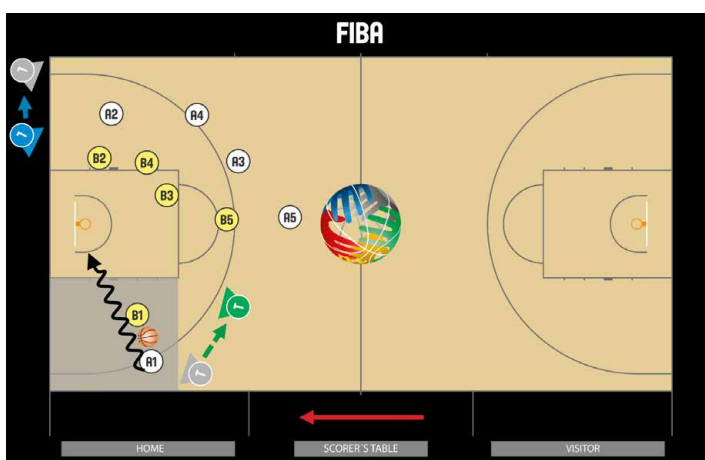 FIBA
A2
A4
B2
B4
A3
B3
B5
A5
B1
A1
T
T
T
T
HOME
SCORER'S TABLE
VISITOR